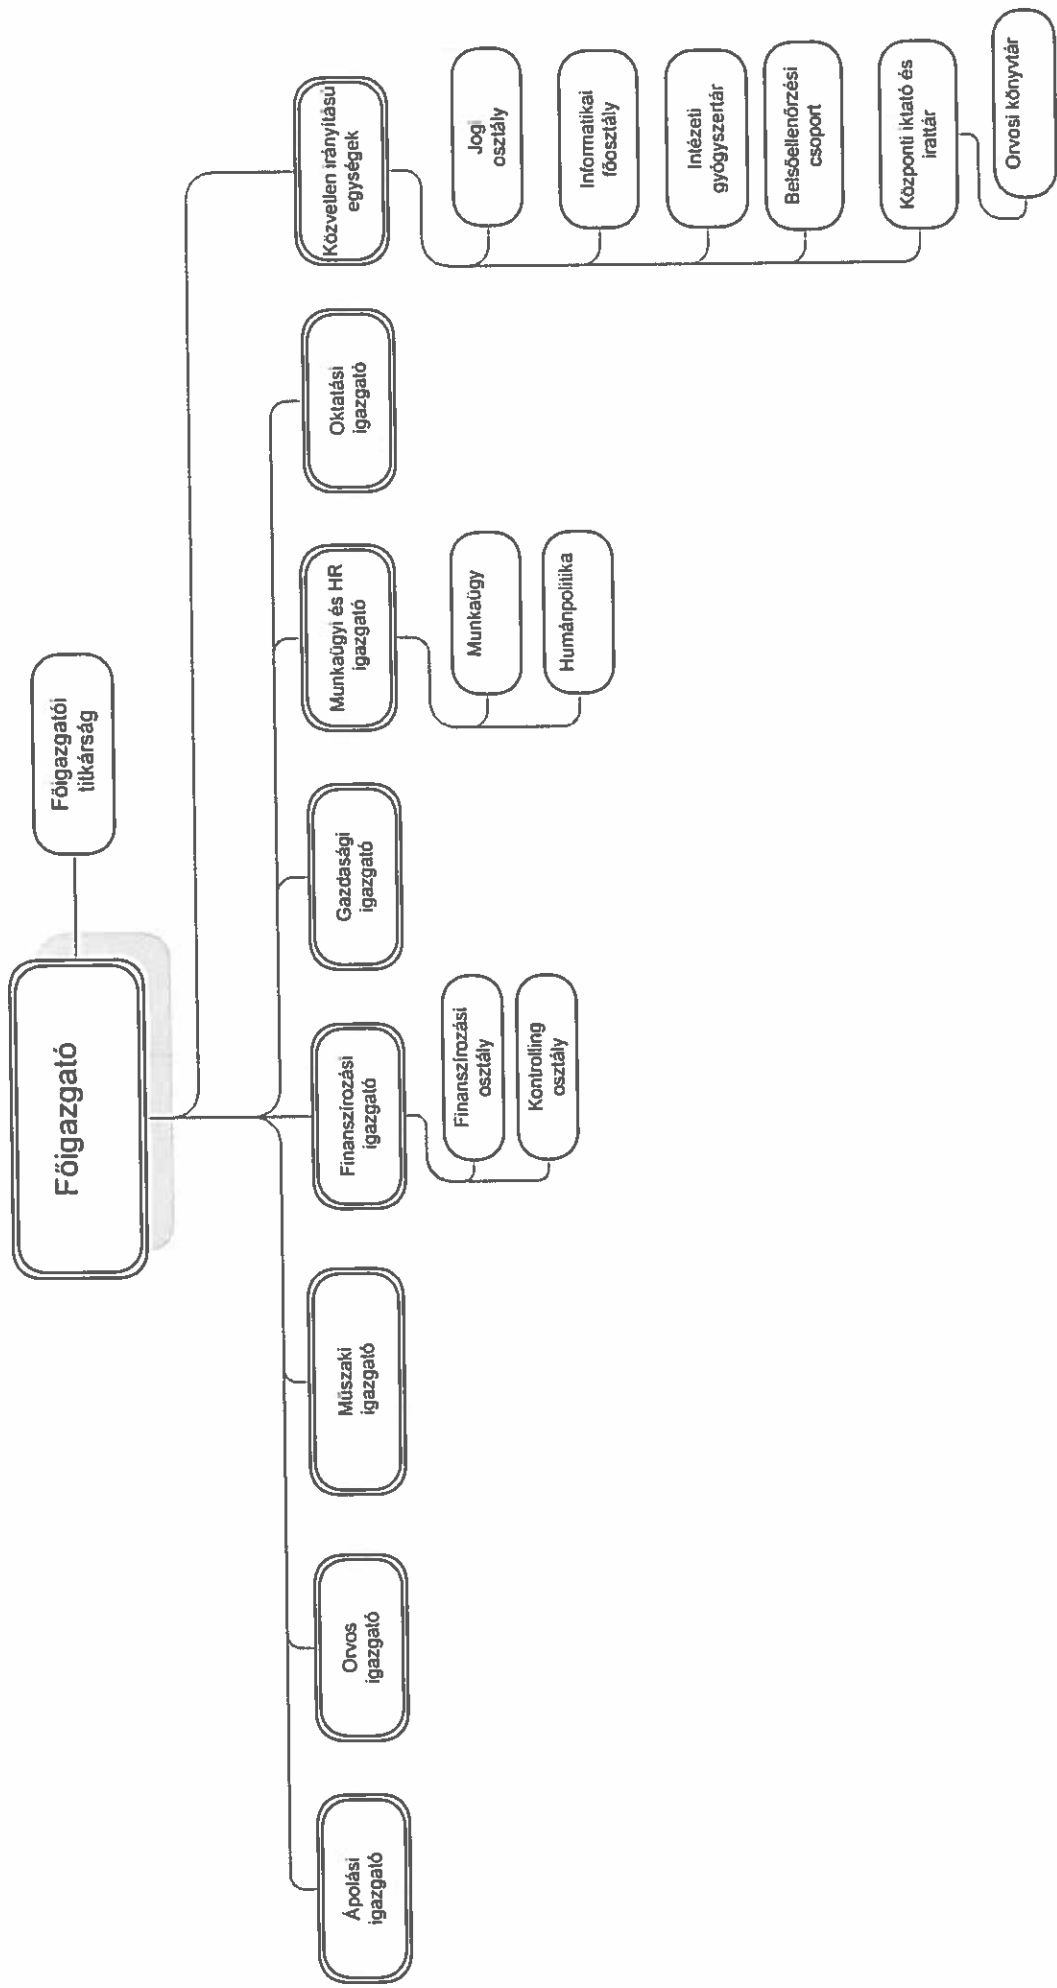 Főigazgató
Főigazgatói
titkárság
Ápolási
igazgató
Orvos
igazgató
Műszaki
igazgató
Finanszírozási
igazgató
Gazdasági
igazgató
Munkaügyi és HR
igazgató
Oktatási
igazgató
Közvetlen irányítású
egységek
Finanszírozási
osztály
Kontrolling
osztály
Munkaügy
Humánpolitika
Jogi
osztály
Informatikai
főosztály
Intézeti
gyógyszertár
Belsőellenőrzési
csoport
Központi iktató és
irattár
Orvosi könyvtár